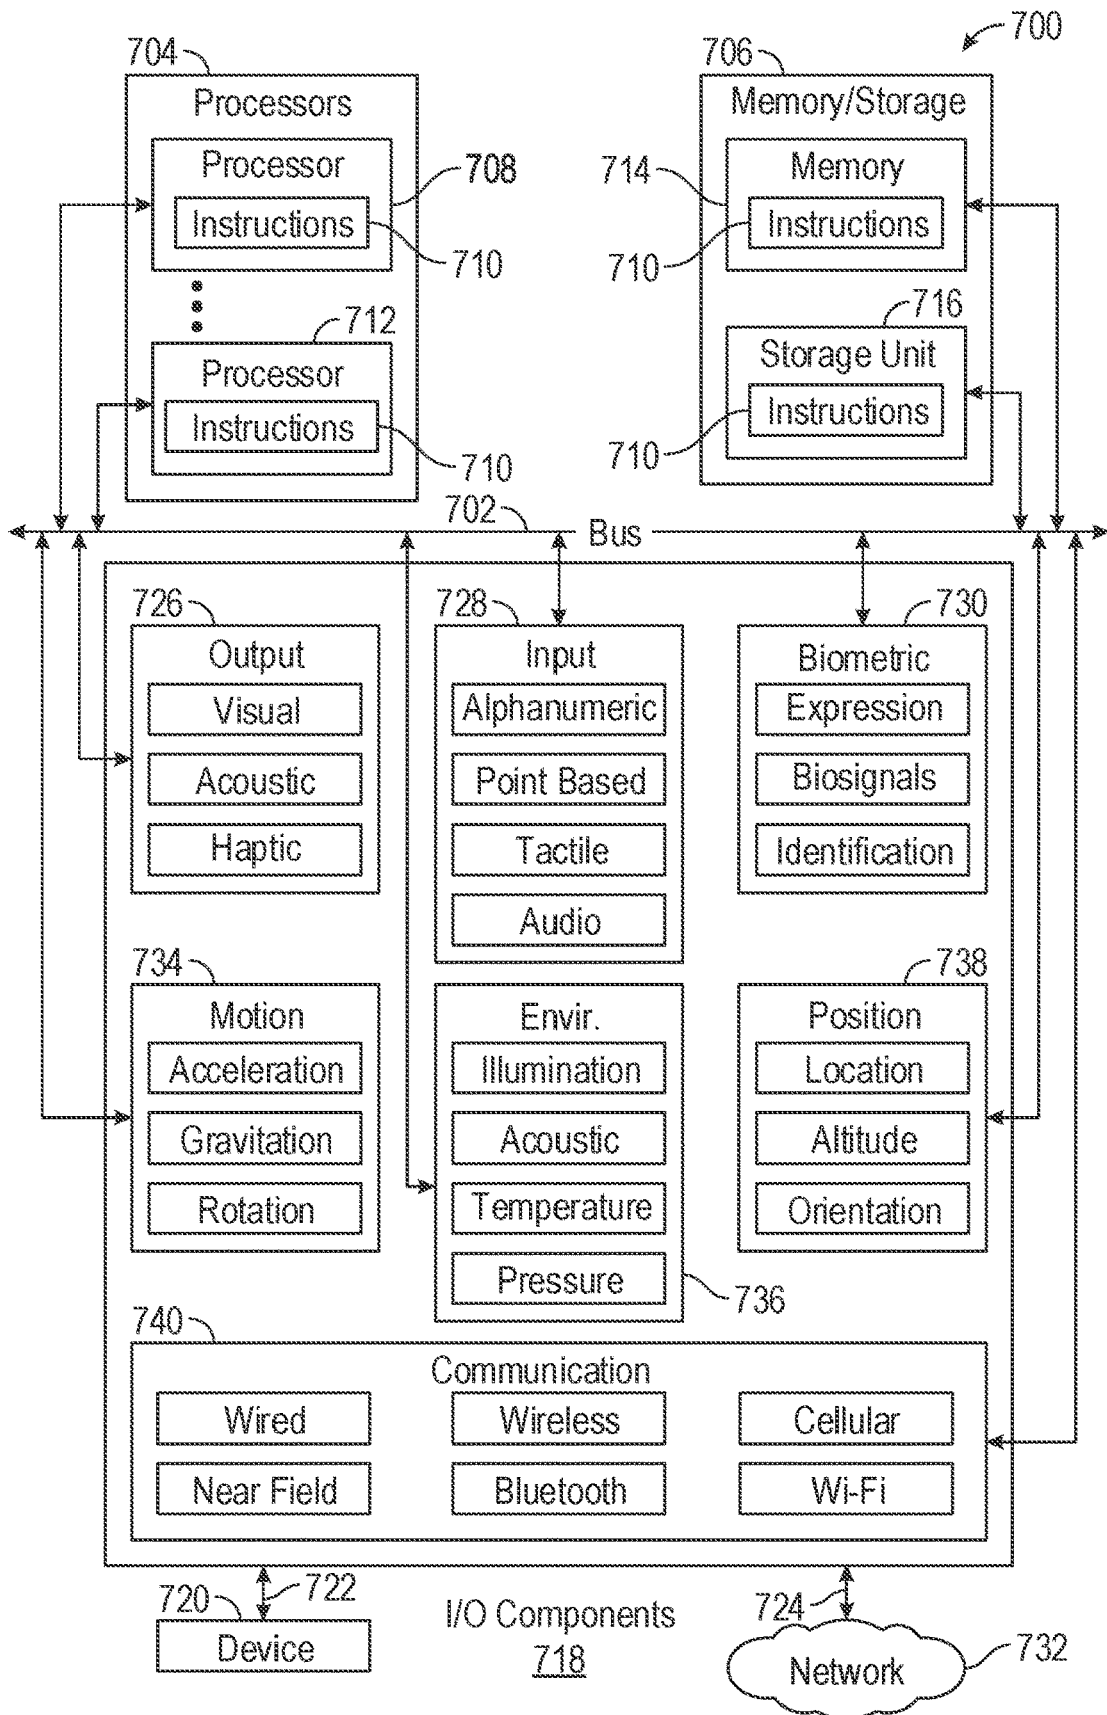 700
704
706
Processors
Memory/Storage
Processor
708
714
Memory
Instructions
Instructions
710
710
712
716
Processor
Storage Unit
Instructions
Instructions
710
710
702
Bus
726
728
730
Output
Input
Biometric
Visual
Alphanumeric
Expression
Acoustic
Point Based
Biosignals
Haptic
Tactile
Identification
Audio
734
738
Motion
Envir.
Position
Acceleration
Illumination
Location
Gravitation
Acoustic
Altitude
Rotation
Temperature
Orientation
Pressure
736
740
Communication
Wired
Wireless
Cellular
Near Field
Bluetooth
Wi-Fi
720
722
I/O Components
724
Device
718
Network
732